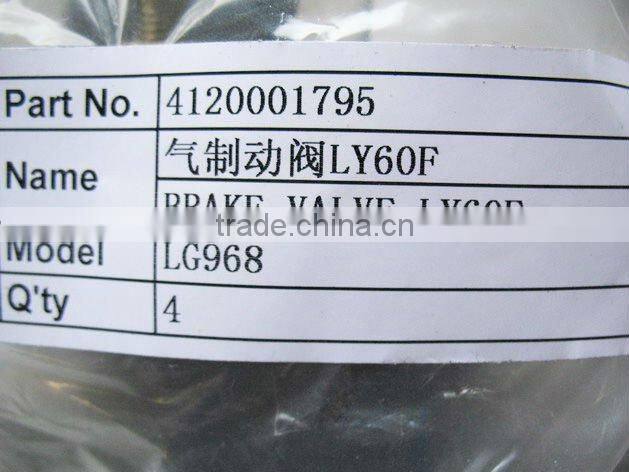 Part No. 4120001795
Name 气制动阀LY60F
BRAKE VALVE LY60F
trade.china.cn
Model LG968
Q'ty 4